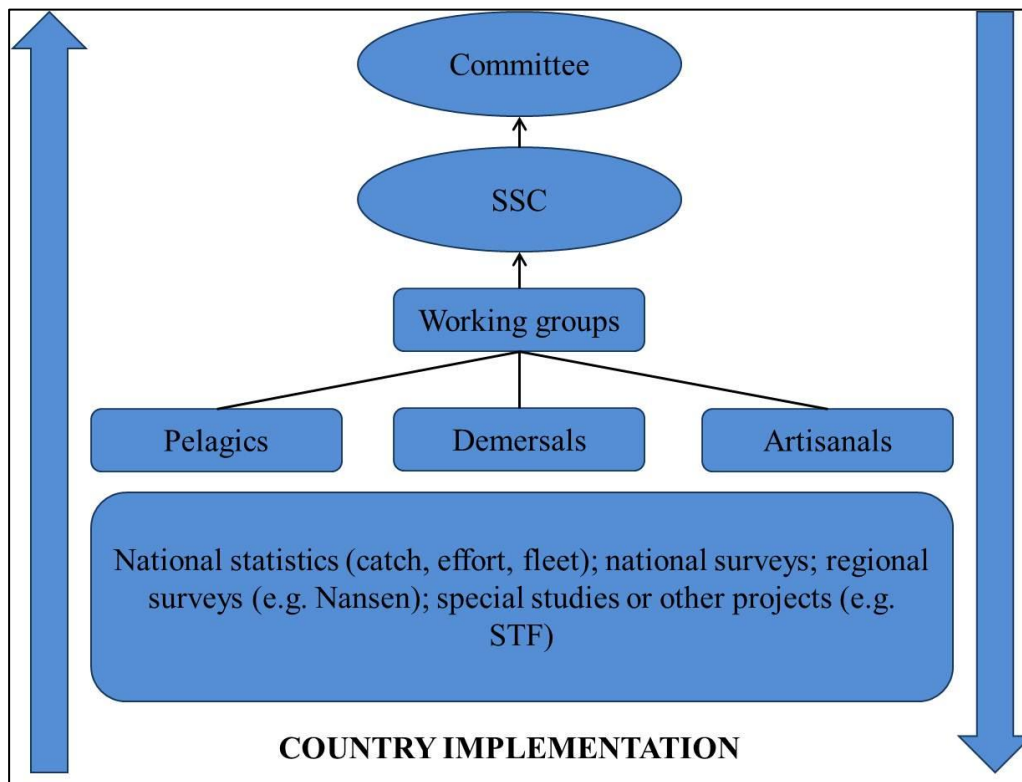 Committee
SSC
Working groups
Pelagics
Demersals
Artisanals
National statistics (catch, effort, fleet); national surveys; regional
surveys (e.g. Nansen); special studies or other projects (e.g.
STF)
COUNTRY IMPLEMENTATION